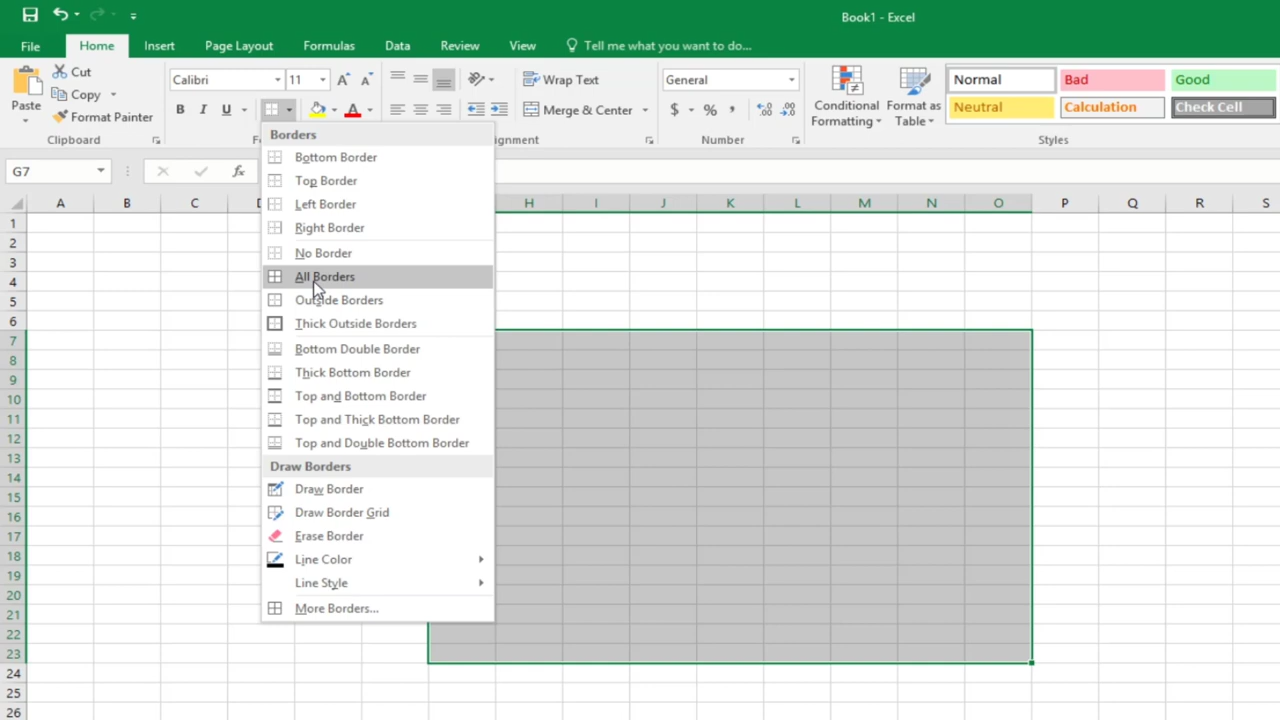 Book1 - Excel
File Home Insert Page Layout Formulas Data Review View Tell me what you want to do...
Paste
Cut
Copy
Format Painter
Clipboard
Calibri 11
B I U A
Wrap Text
Merge & Center
General
$ % ,
Number
Conditional Formatting
Format as Table
Normal Bad Good
Neutral Calculation Check Cell
Styles
G7 fx
A B C H I J K L M N O P Q R S
Borders
Bottom Border
Top Border
Left Border
Right Border
No Border
All Borders
Outside Borders
Thick Outside Borders
Bottom Double Border
Thick Bottom Border
Top and Bottom Border
Top and Thick Bottom Border
Top and Double Bottom Border
Draw Borders
Draw Border
Draw Border Grid
Erase Border
Line Color
Line Style
More Borders...
1
2
3
4
5
6
7
8
9
10
11
12
13
14
15
16
17
18
19
20
21
22
23
24
25
26